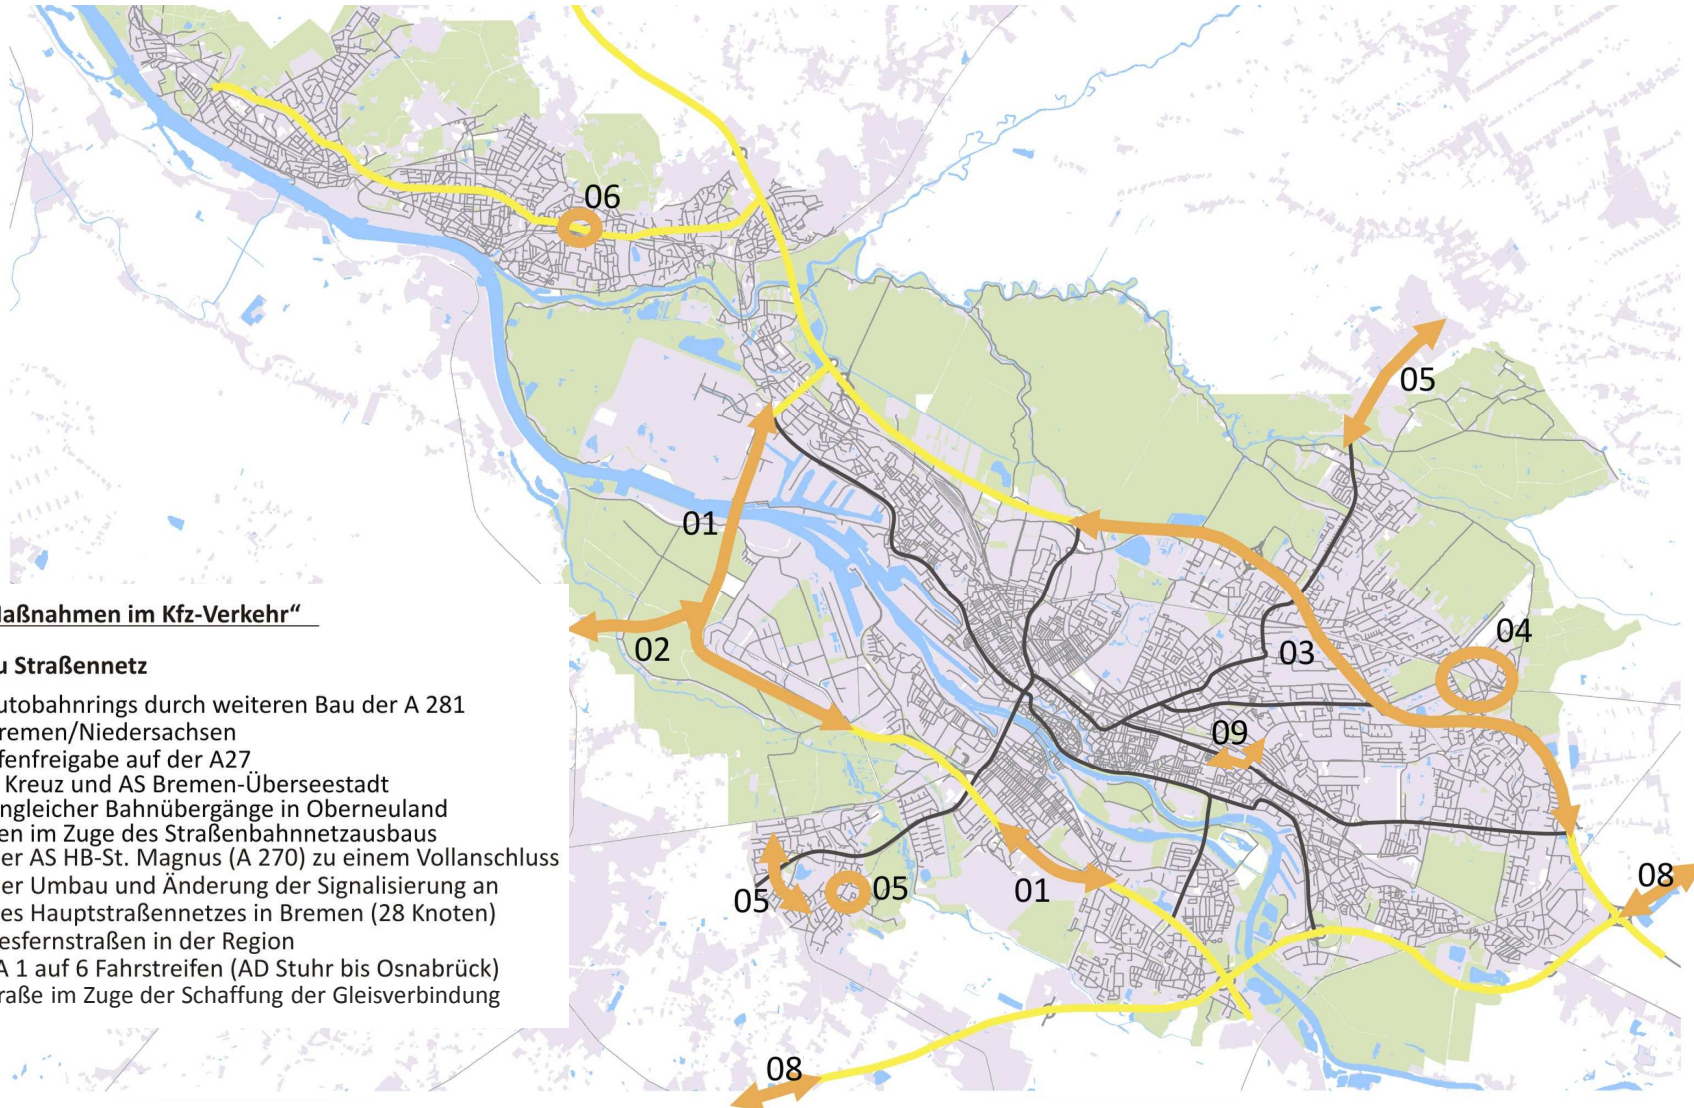 06
05
01
02
03
04
09
05
05
01
08
08
Maßnahmen im Kfz-Verkehr“
u Straßennetz
utobahnrings durch weiteren Bau der A 281
remen/Niedersachsen
fenfreigabe auf der A27
Kreuz und AS Bremen-Überseestadt
ngleicher Bahnübergänge in Oberneuland
en im Zuge des Straßenbahnnetzausbaus
er AS HB-St. Magnus (A 270) zu einem Vollanschluss
er Umbau und Änderung der Signalisierung an
es Hauptstraßennetzes in Bremen (28 Knoten)
esfernstraßen in der Region
A 1 auf 6 Fahrstreifen (AD Stuhr bis Osnabrück)
raße im Zuge der Schaffung der Gleisverbindung